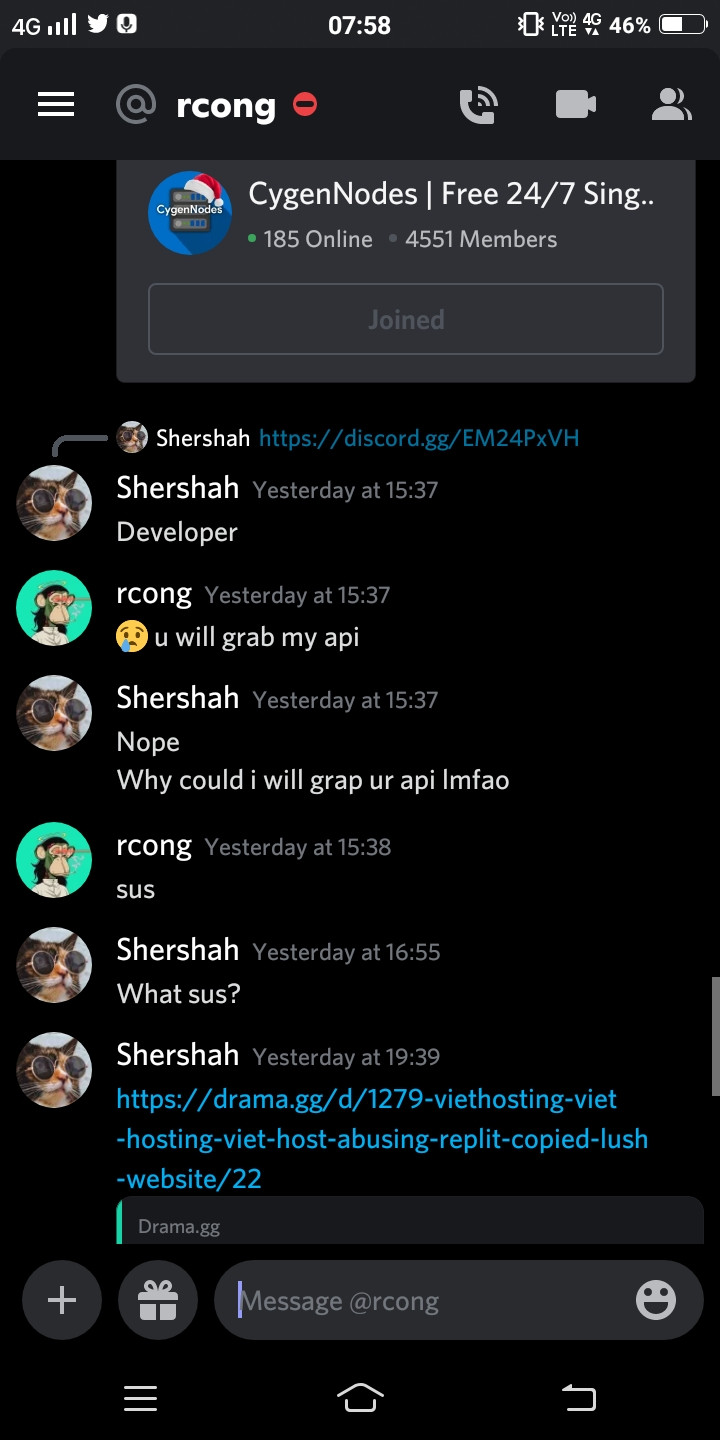 4G 07:58 Vo)) LTE 4G 46%
@ rcong
CygenNodes
CygenNodes | Free 24/7 Sing..
185 Online 4551 Members
Joined
Shershah https://discord.gg/EM24PxVH
Shershah Yesterday at 15:37
Developer
rcong Yesterday at 15:37
😢 u will grab my api
Shershah Yesterday at 15:37
Nope
Why could i will grap ur api lmfao
rcong Yesterday at 15:38
sus
Shershah Yesterday at 16:55
What sus?
Shershah Yesterday at 19:39
https://drama.gg/d/1279-viethosting-viet
-hosting-viet-host-abusing-replit-copied-lush
-website/22
Drama.gg
Message @rcong